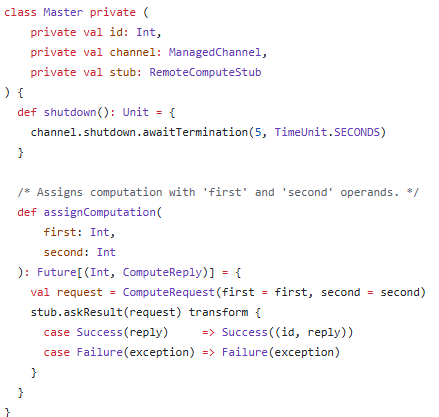 class Master private (
    private val id: Int,
    private val channel: ManagedChannel,
    private val stub: RemoteComputeStub
) {
  def shutdown(): Unit = {
    channel.shutdown.awaitTermination(5, TimeUnit.SECONDS)
  }

  /* Assigns computation with 'first' and 'second' operands. */
  def assignComputation(
      first: Int,
      second: Int
  ): Future[(Int, ComputeReply)] = {
    val request = ComputeRequest(first = first, second = second)
    stub.askResult(request) transform {
      case Success(reply)     => Success((id, reply))
      case Failure(exception) => Failure(exception)
    }
  }
}